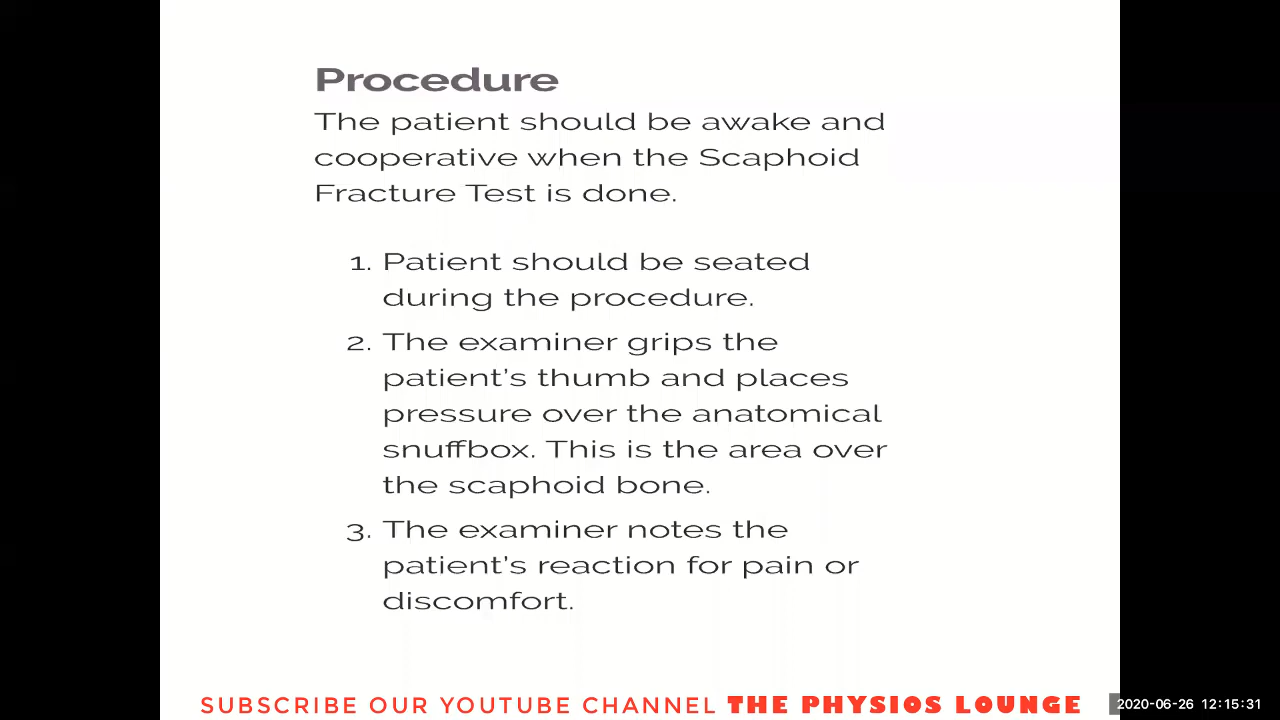 Procedure
The patient should be awake and
cooperative when the Scaphoid
Fracture Test is done.
1. Patient should be seated
during the procedure.
2. The examiner grips the
patient’s thumb and places
pressure over the anatomical
snuffbox. This is the area over
the scaphoid bone.
3. The examiner notes the
patient’s reaction for pain or
discomfort.
SUBSCRIBE OUR YOUTUBE CHANNEL THE PHYSIOS LOUNGE
2020-06-26 12:15:31